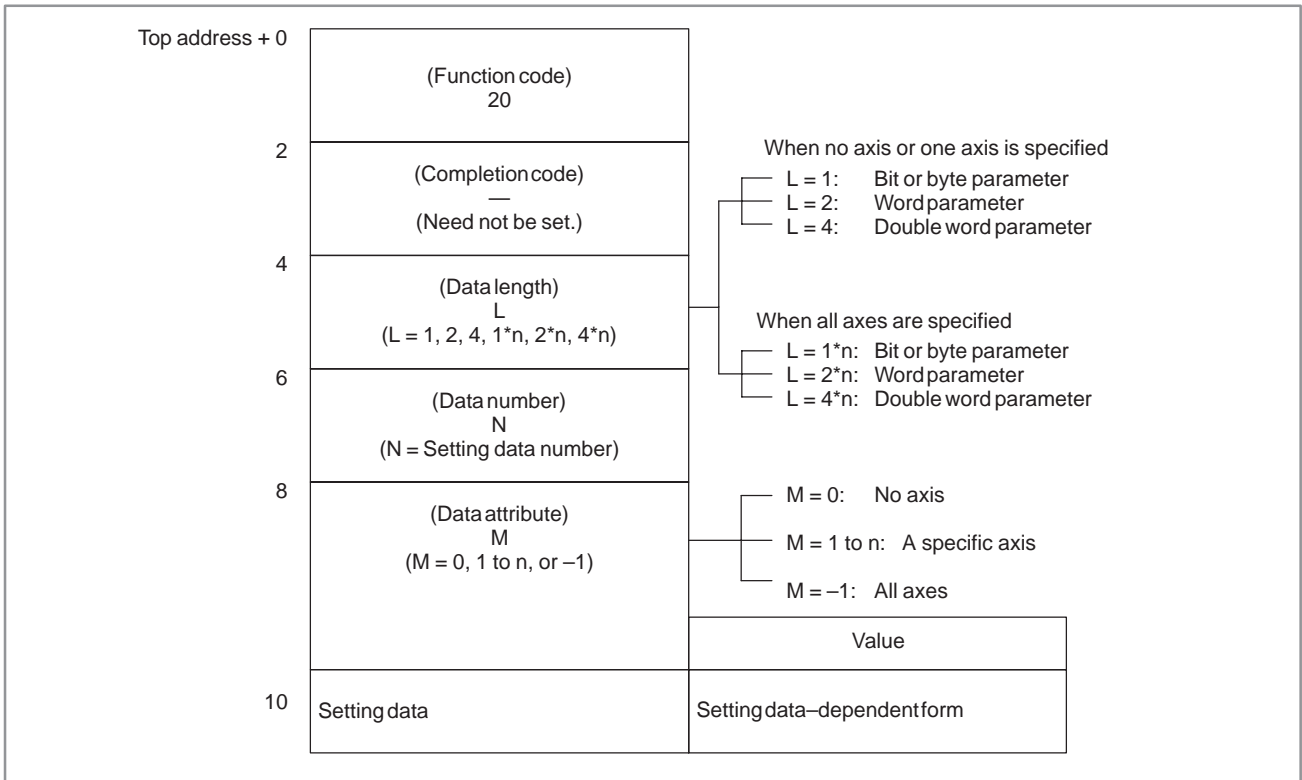 Top address + 0
(Function code)
20
2
(Completion code)
—
(Need not be set.)
4
(Data length)
L
(L = 1, 2, 4, 1*n, 2*n, 4*n)
When no axis or one axis is specified
L = 1: Bit or byte parameter
L = 2: Word parameter
L = 4: Double word parameter
When all axes are specified
L = 1*n: Bit or byte parameter
L = 2*n: Word parameter
L = 4*n: Double word parameter
6
(Data number)
N
(N = Setting data number)
8
(Data attribute)
M
(M = 0, 1 to n, or –1)
M = 0: No axis
M = 1 to n: A specific axis
M = –1: All axes
Value
10
Setting data
Setting data–dependent form